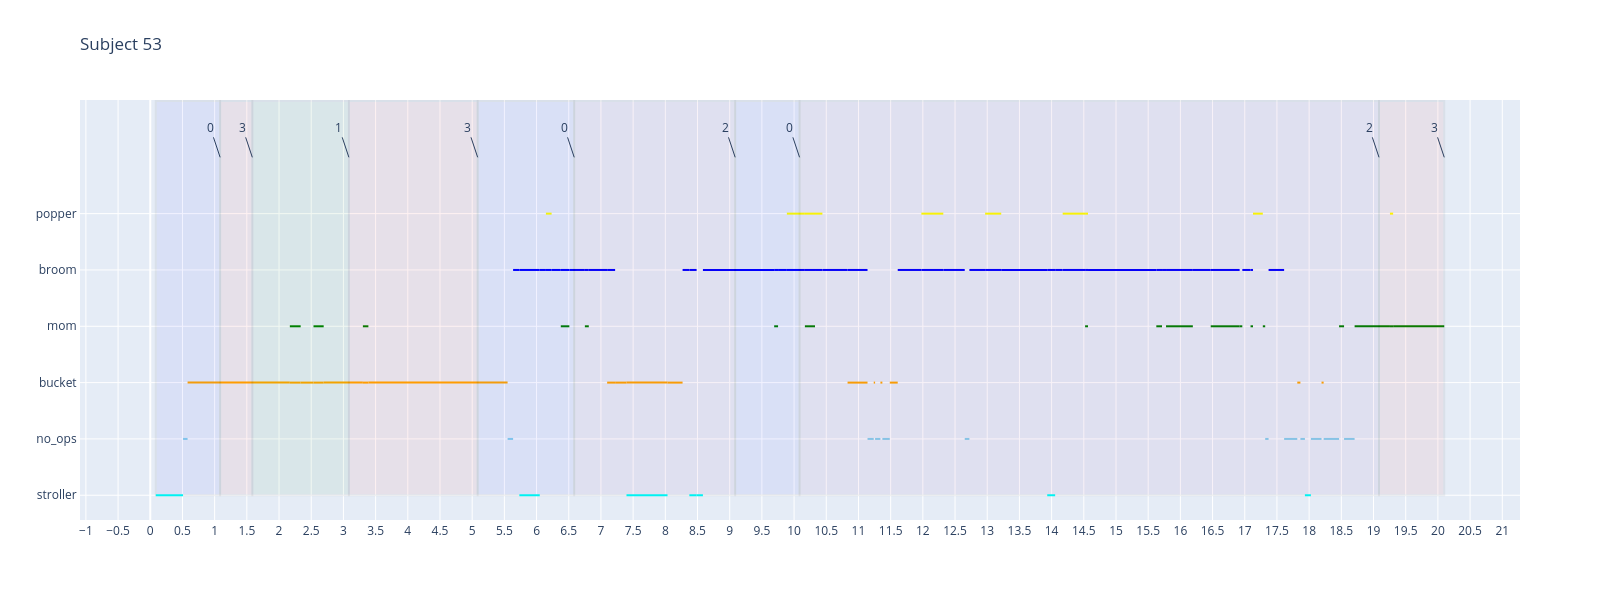 Subject 53
0 3 1 3 0 2 0 2 3
popper
broom
mom
bucket
no_ops
stroller
−1 −0.5 0 0.5 1 1.5 2 2.5 3 3.5 4 4.5 5 5.5 6 6.5 7 7.5 8 8.5 9 9.5 10 10.5 11 11.5 12 12.5 13 13.5 14 14.5 15 15.5 16 16.5 17 17.5 18 18.5 19 19.5 20 20.5 21